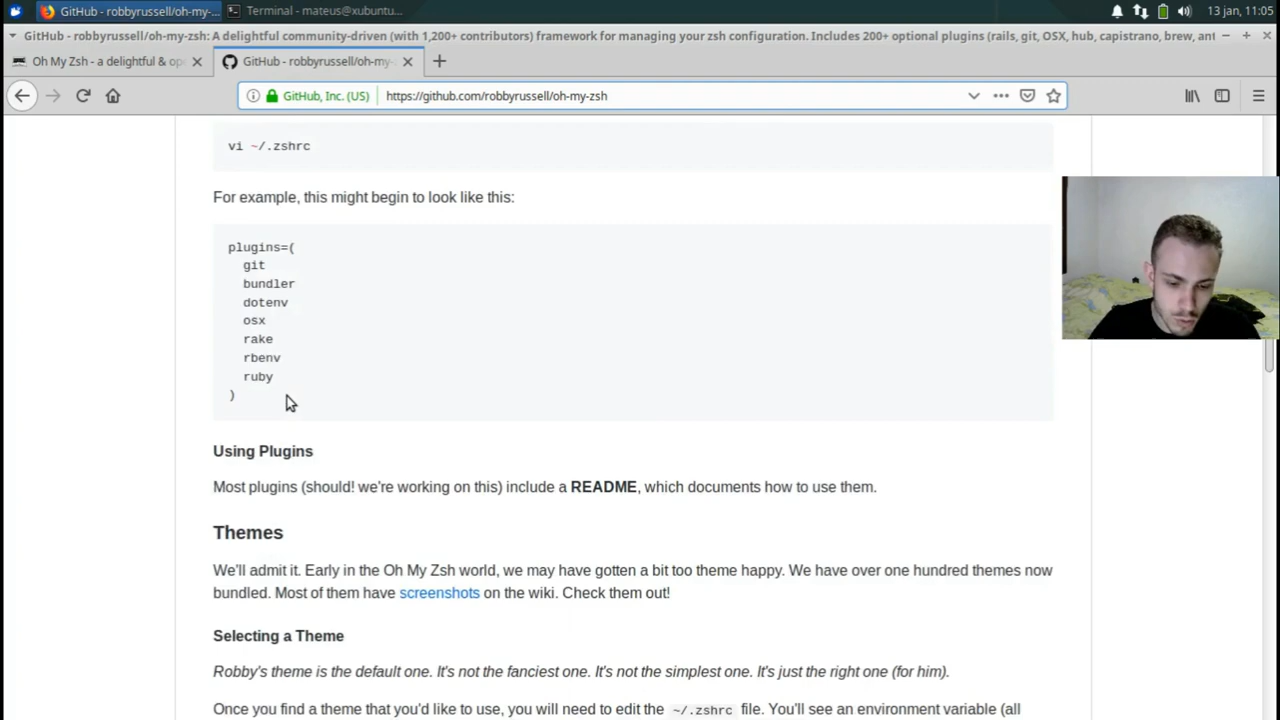 GitHub - robbyrussell/oh-my-...
Terminal - mateus@xubuntu...
13 jan, 11:05
GitHub - robbyrussell/oh-my-zsh: A delightful community-driven (with 1,200+ contributors) framework for managing your zsh configuration. Includes 200+ optional plugins (rails, git, OSX, hub, capistrano, brew, ant
Oh My Zsh - a delightful & ope
GitHub - robbyrussell/oh-my-
GitHub, Inc. (US)
https://github.com/robbyrussell/oh-my-zsh
vi ~/.zshrc
For example, this might begin to look like this:
plugins=(
git
bundler
dotenv
osx
rake
rbenv
ruby
)
Using Plugins
Most plugins (should! we're working on this) include a README, which documents how to use them.
Themes
We'll admit it. Early in the Oh My Zsh world, we may have gotten a bit too theme happy. We have over one hundred themes now
bundled. Most of them have screenshots on the wiki. Check them out!
Selecting a Theme
Robby's theme is the default one. It's not the fanciest one. It's not the simplest one. It's just the right one (for him).
Once you find a theme that you'd like to use, you will need to edit the ~/.zshrc file. You'll see an environment variable (all